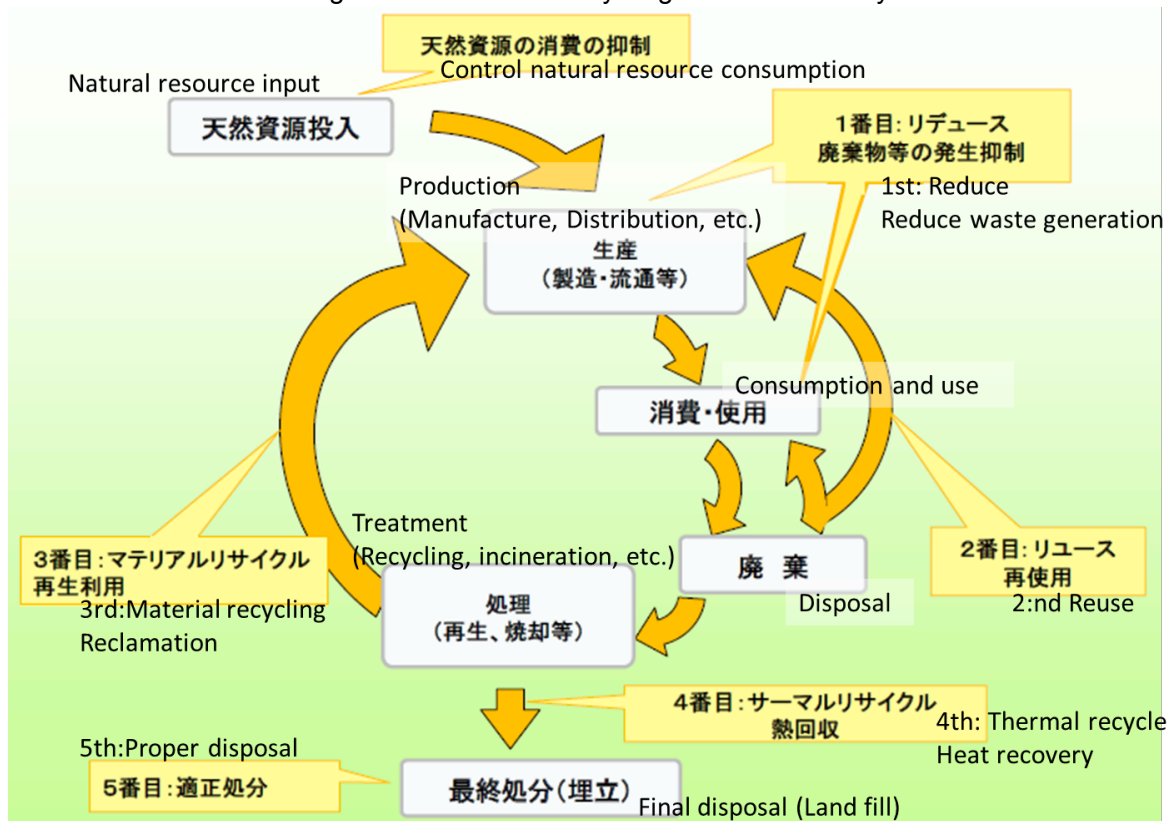 天然資源の消費の抑制
Control natural resource consumption
Natural resource input
天然資源投入
1番目:リデュース
廃棄物等の発生抑制
1st: Reduce
Reduce waste generation
Production
(Manufacture, Distribution, etc.)
生産
(製造・流通等)
Consumption and use
消費・使用
Treatment
(Recycling, incineration, etc.)
3番目:マテリアルリサイクル
再生利用
3rd:Material recycling
Reclamation
処理
(再生、焼却等)
廃 棄
Disposal
2番目:リユース
再使用
2:nd Reuse
4番目:サーマルリサイクル
熱回収
4th: Thermal recycle
Heat recovery
5th:Proper disposal
5番目:適正処分
最終処分(埋立)
Final disposal (Land fill)